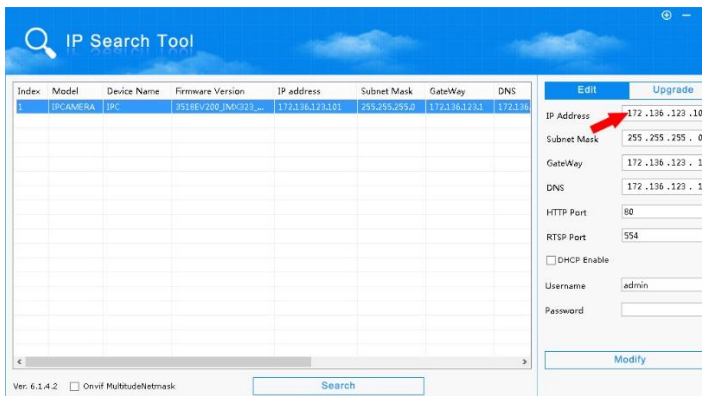 IP Search Tool
Index Model Device Name Firmware Version IP address Subnet Mask GateWay DNS
1 IPCAMERA IPC 3518EV200_IMX323_... 172.136.123.101 255.255.255.0 172.136.123.1 172.136.
Edit Upgrade
IP Address 172 .136 .123 .10
Subnet Mask 255 .255 .255 . 0
GateWay 172 .136 .123 . 1
DNS 172 .136 .123 . 1
HTTP Port 80
RTSP Port 554
DHCP Enable
Username admin
Password
Modify
Ver. 6.1.4.2 Onvif MultitudeNetmask Search